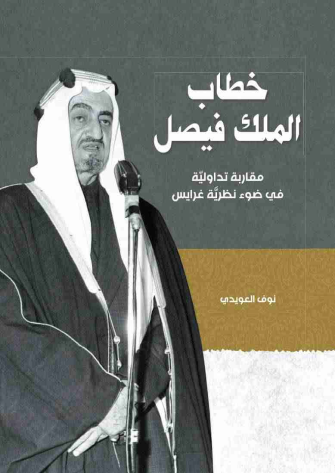 خطاب
الملك فيصل
مقاربة تداوليَّة
في ضوء نظريَّة غرايس
نوف العويدي